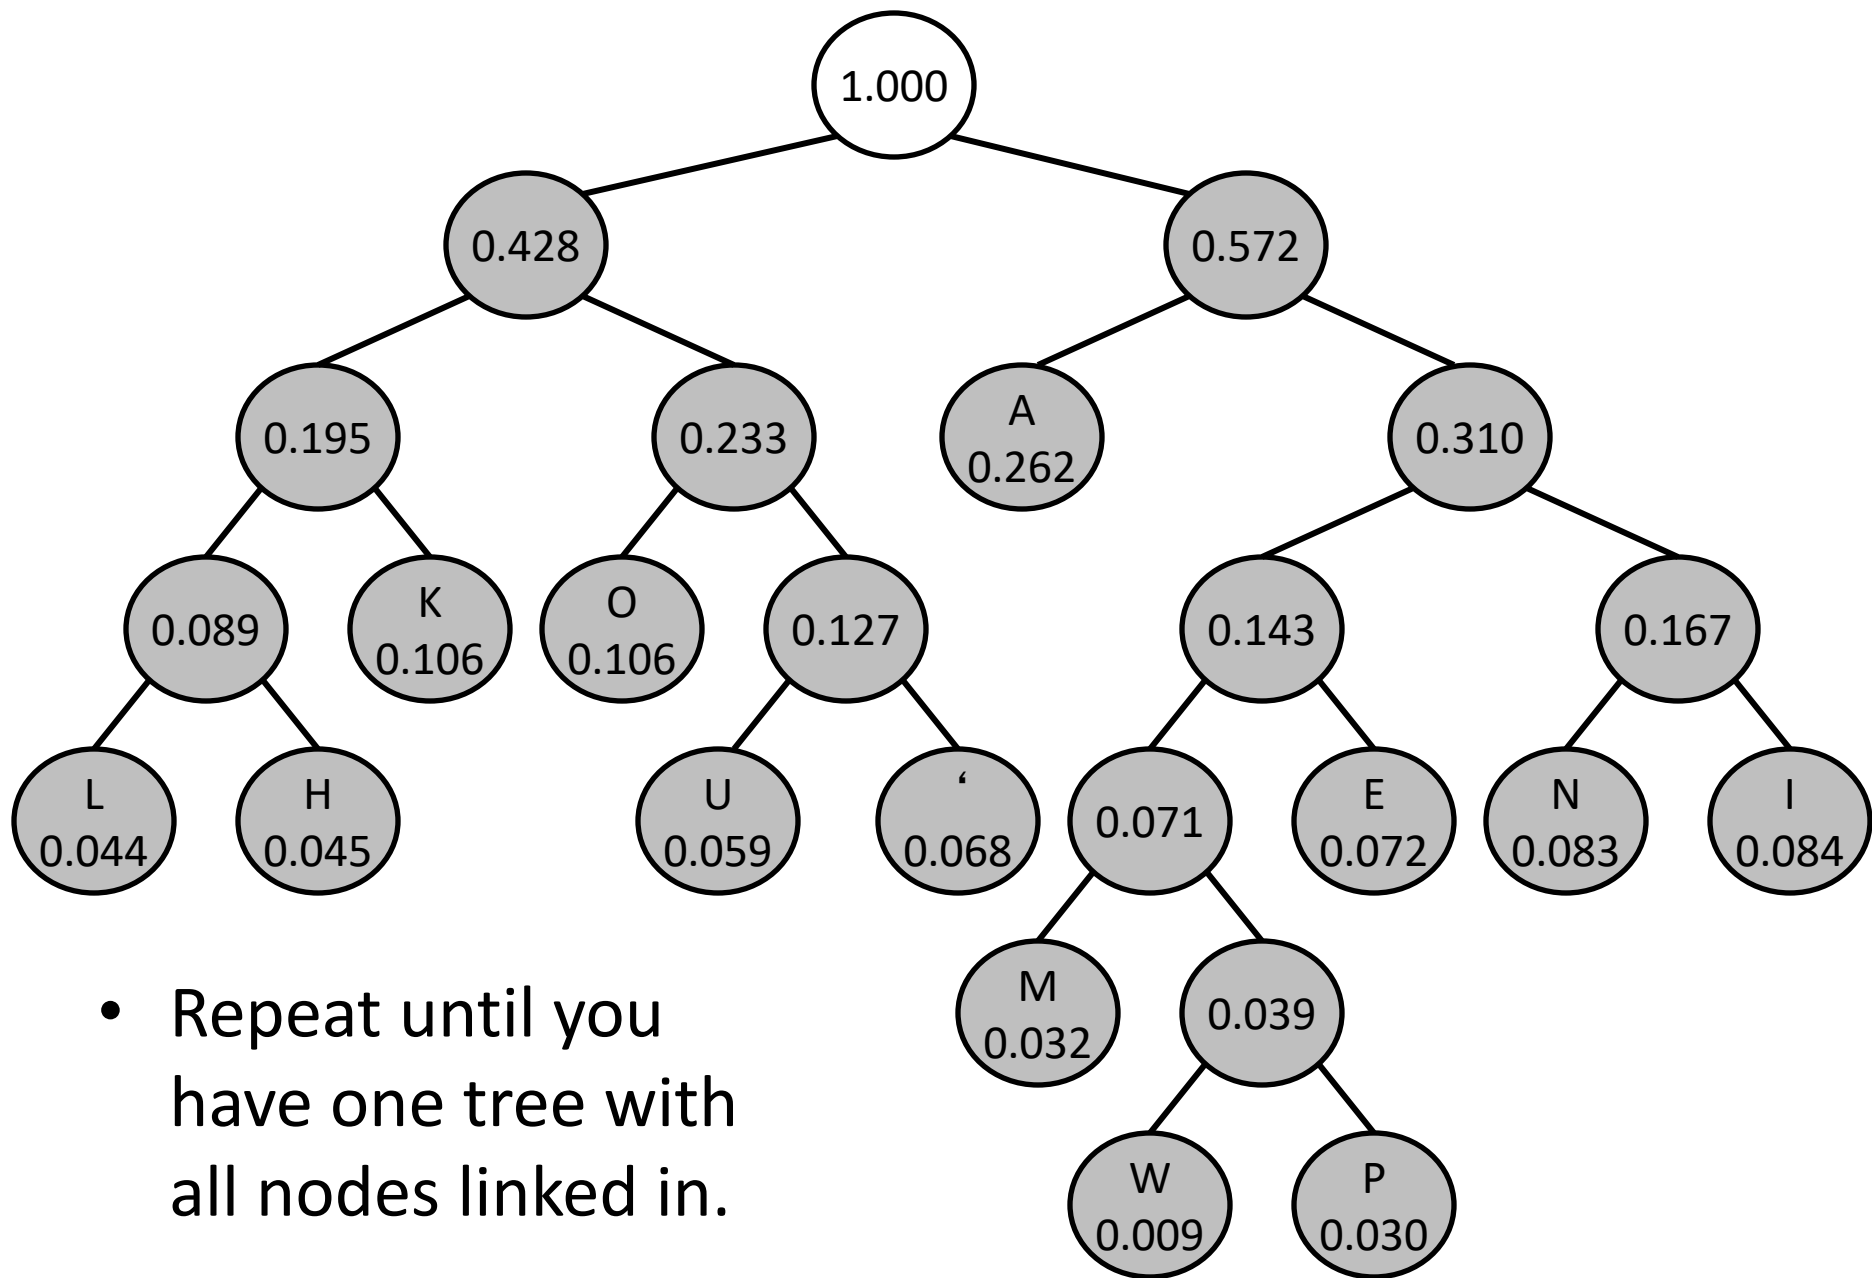 1.000
0.428
0.572
0.195
0.233
A
0.262
0.310
0.089
K
0.106
O
0.106
0.127
0.143
0.167
L
0.044
H
0.045
U
0.059
‘
0.068
0.071
E
0.072
N
0.083
I
0.084
M
0.032
0.039
W
0.009
P
0.030
• Repeat until you
have one tree with
all nodes linked in.